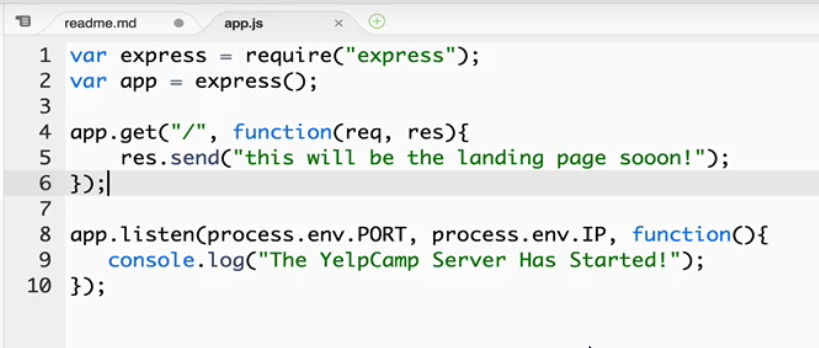 readme.md
app.js
1 var express = require("express");
2 var app = express();
3
4 app.get("/", function(req, res){
5     res.send("this will be the landing page sooon!");
6 });
7
8 app.listen(process.env.PORT, process.env.IP, function(){
9    console.log("The YelpCamp Server Has Started!");
10 });